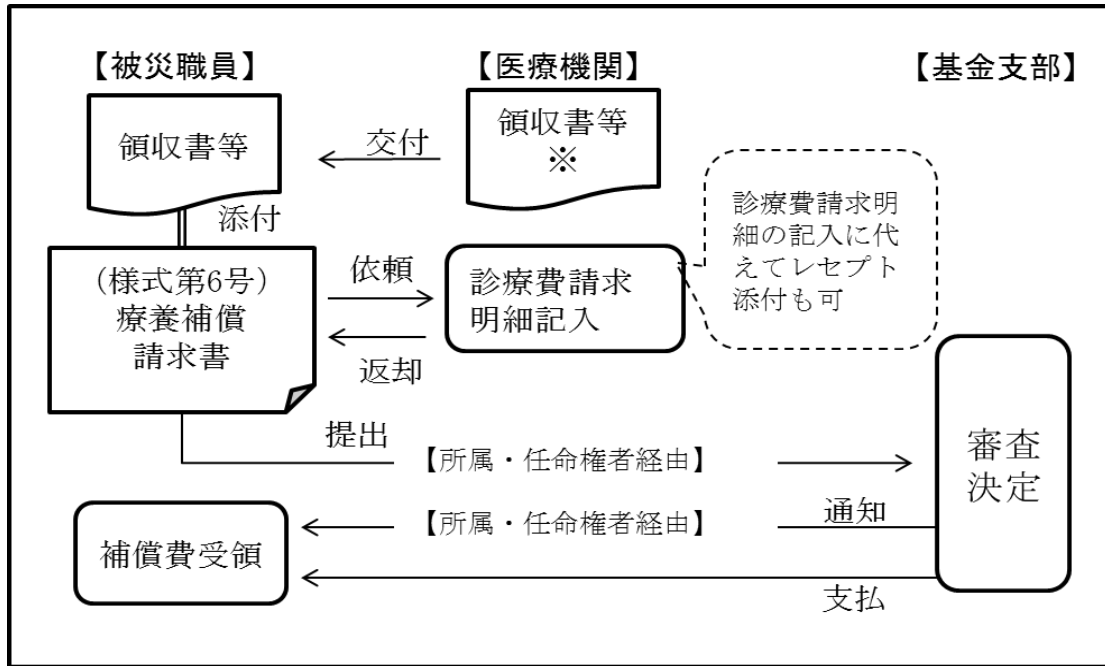 【被災職員】
【医療機関】
【基金支部】
領収書等
交付
領収書等
※
添付
診療費請求明
細の記入に代
えてレセプト
添付も可
(様式第6号)
療養補償
請求書
依頼
返却
診療費請求
明細記入
提出
【所属・任命権者経由】
審査
決定
補償費受領
【所属・任命権者経由】
通知
支払